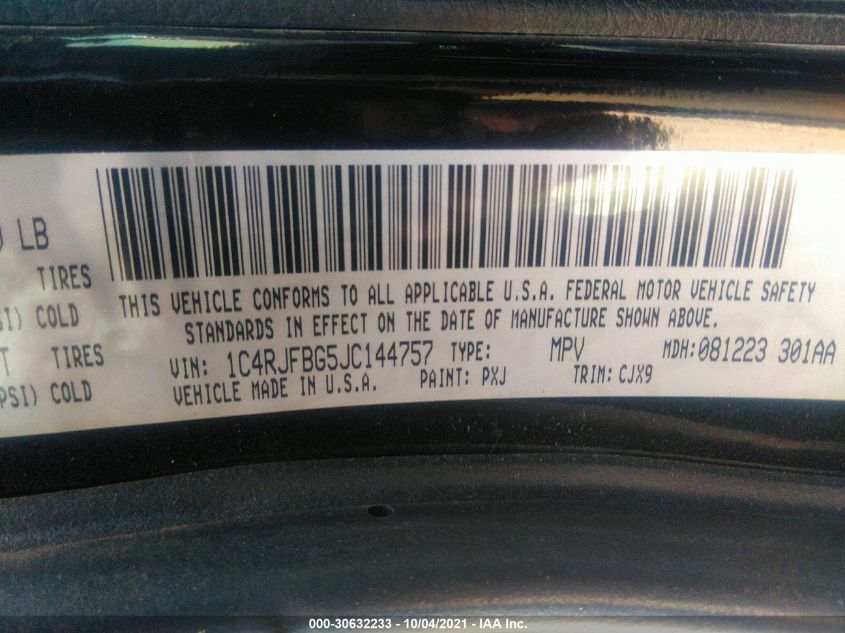 LB
TIRES
COLD
TIRES
PSI) COLD
THIS VEHICLE CONFORMS TO ALL APPLICABLE U.S.A. FEDERAL MOTOR VEHICLE SAFETY
STANDARDS IN EFFECT ON THE DATE OF MANUFACTURE SHOWN ABOVE.
VIN: 1C4RJFBG5JC144757 TYPE: MPV MDH:081223 301AA
VEHICLE MADE IN U.S.A. PAINT: PXJ TRIM: CJX9
000-30632233 - 10/04/2021 - IAA Inc.